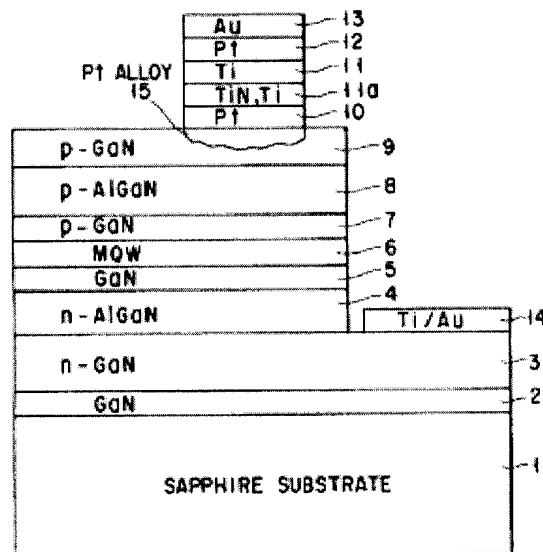 Au 13
Pt 12
Ti 11
TiN,Ti 11a
Pt 10
Pt ALLOY
15
p-GaN 9
p-AlGaN 8
p-GaN 7
MQW 6
GaN 5
n-AlGaN 4
Ti/Au 14
n-GaN 3
GaN 2
SAPPHIRE SUBSTRATE 1